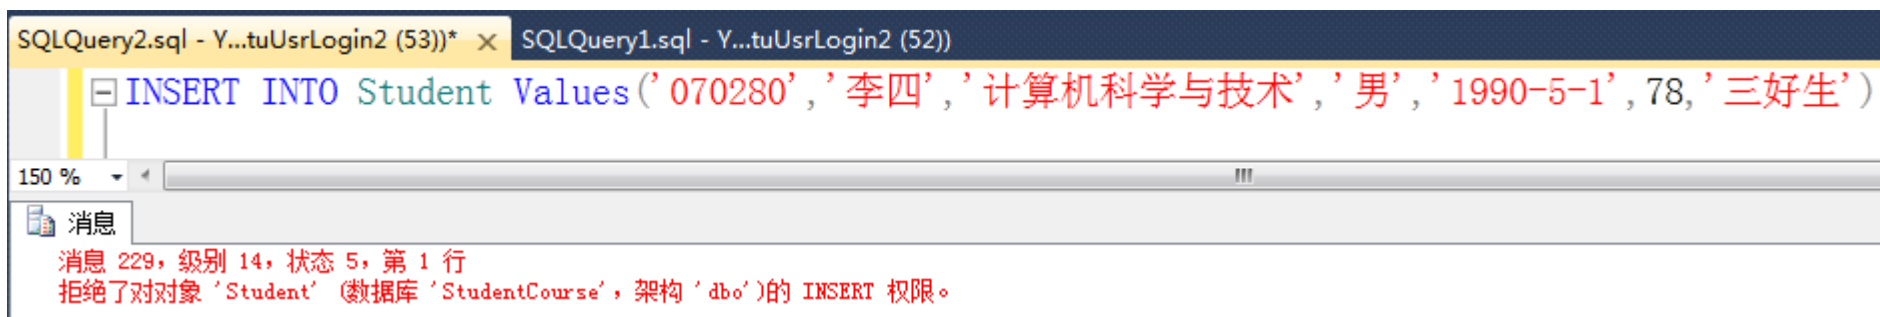 SQLQuery2.sql - Y...tuUsrLogin2 (53))* × SQLQuery1.sql - Y...tuUsrLogin2 (52))
INSERT INTO Student Values('070280','李四','计算机科学与技术','男','1990-5-1',78,'三好生')
150 %
消息
消息 229，级别 14，状态 5，第 1 行
拒绝了对对象 'Student' (数据库 'StudentCourse'，架构 'dbo')的 INSERT 权限。